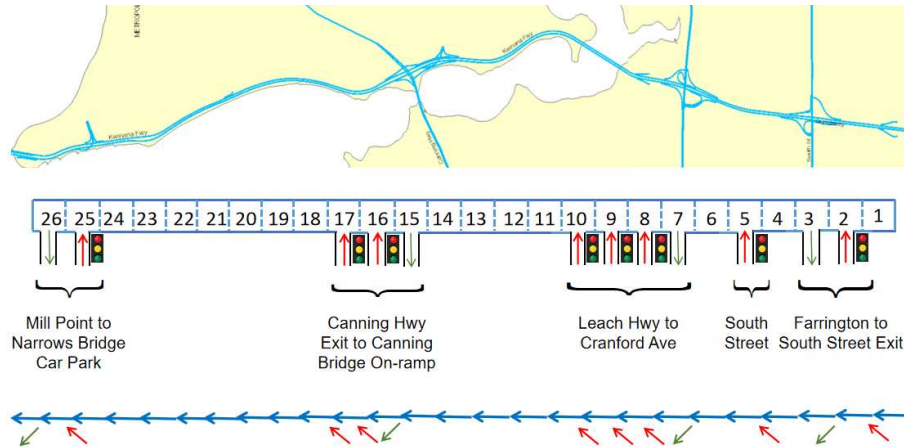 METROPO
Kwinana Fwy
Kwinana Fwy
26 25 24 23 22 21 20 19 18 17 16 15 14 13 12 11 10 9 8 7 6 5 4 3 2 1
Mill Point to
Narrows Bridge
Car Park
Canning Hwy
Exit to Canning
Bridge On-ramp
Leach Hwy to
Cranford Ave
South
Street
Farrington to
South Street Exit